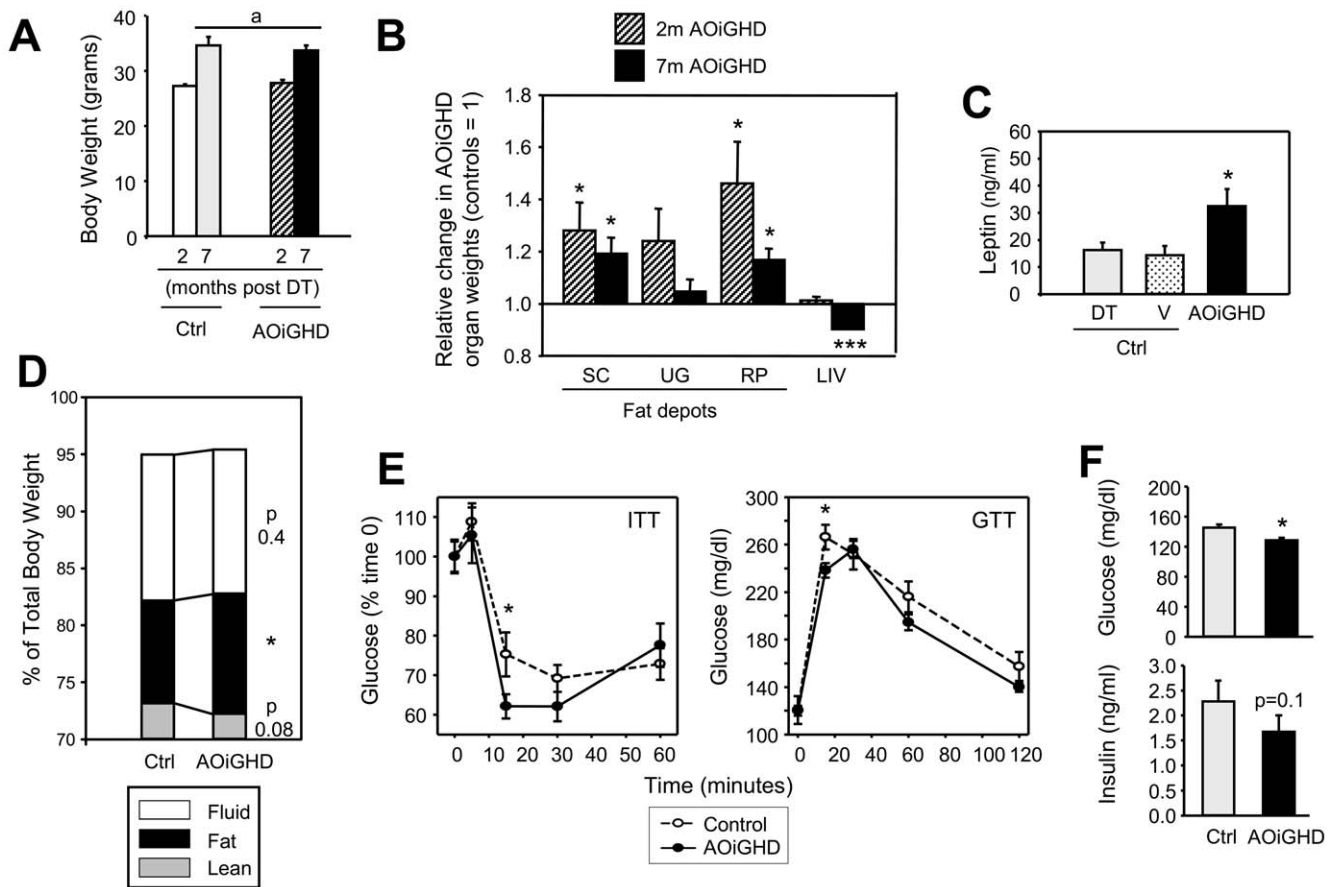 A
Body Weight (grams)
40
30
20
10
0
a
2 7 2 7
(months post DT)
Ctrl AOiGHD
B
2m AOiGHD
7m AOiGHD
Relative change in AOiGHD
organ weights (controls = 1)
1.8
1.6
1.4
1.2
1.0
0.8
* * * * ***
SC UG RP LIV
Fat depots
C
Leptin (ng/ml)
60
50
40
30
20
10
0
*
DT V AOiGHD
Ctrl
D
% of Total Body Weight
100
95
90
85
80
75
70
p
0.4
*
p
0.08
Ctrl AOiGHD
Fluid
Fat
Lean
E
Glucose (% time 0)
110
100
90
80
70
60
ITT
*
0 10 20 30 40 50 60
Glucose (mg/dl)
300
260
220
180
140
100
GTT
*
0 20 40 60 80 100 120
Time (minutes)
Control
AOiGHD
F
Glucose (mg/dl)
200
160
120
80
40
0
*
Insulin (ng/ml)
3.0
2.5
2.0
1.5
1.0
0.5
0.0
p=0.1
Ctrl AOiGHD